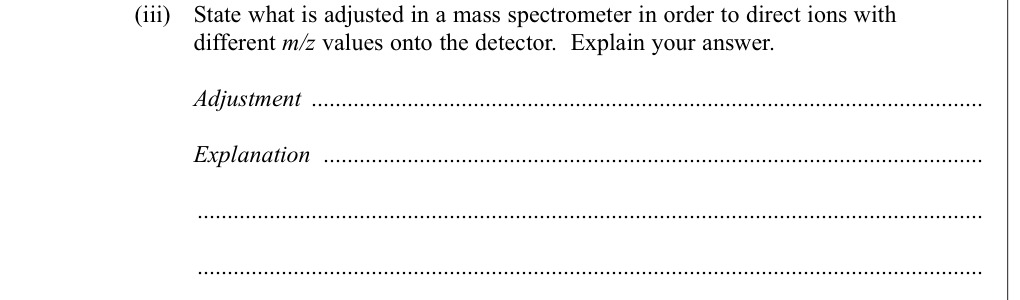 (iii) State what is adjusted in a mass spectrometer in order to direct ions with
different m/z values onto the detector. Explain your answer.
Adjustment ................................................................................................................
Explanation ..............................................................................................................
...................................................................................................................................
...................................................................................................................................